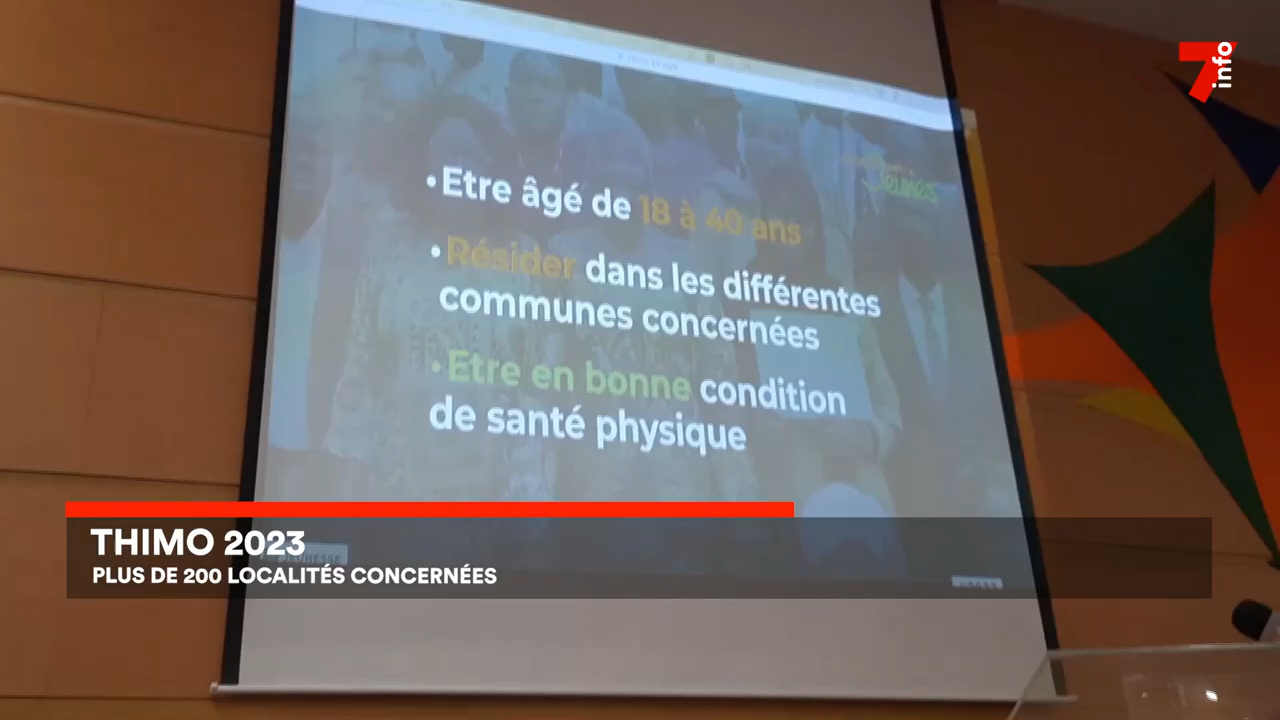 7info
Jeunes
•Etre âgé de 18 à 40 ans
•Résider dans les différentes
communes concernées
•Etre en bonne condition
de santé physique
THIMO 2023
PLUS DE 200 LOCALITÉS CONCERNÉES